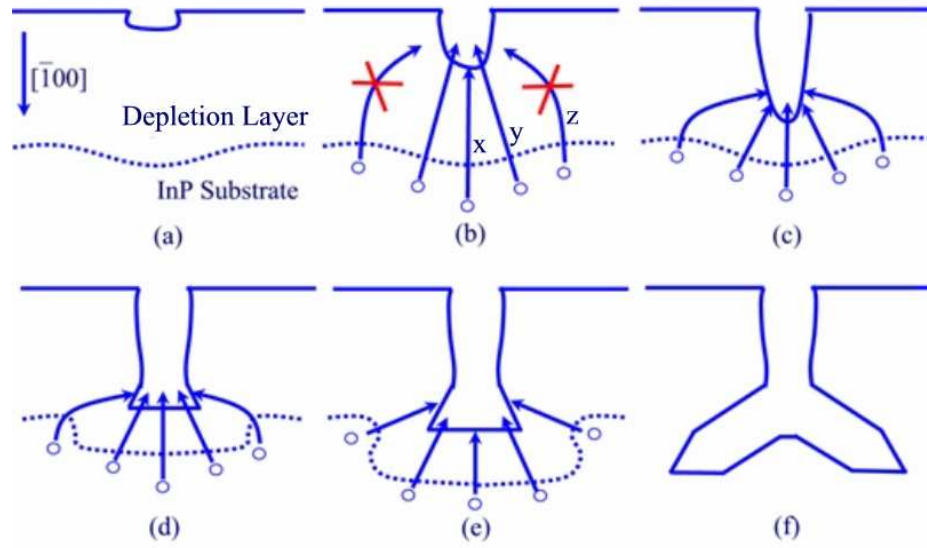 [1̄00]
Depletion Layer
InP Substrate
(a)
x
y
z
(b)
(c)
(d)
(e)
(f)